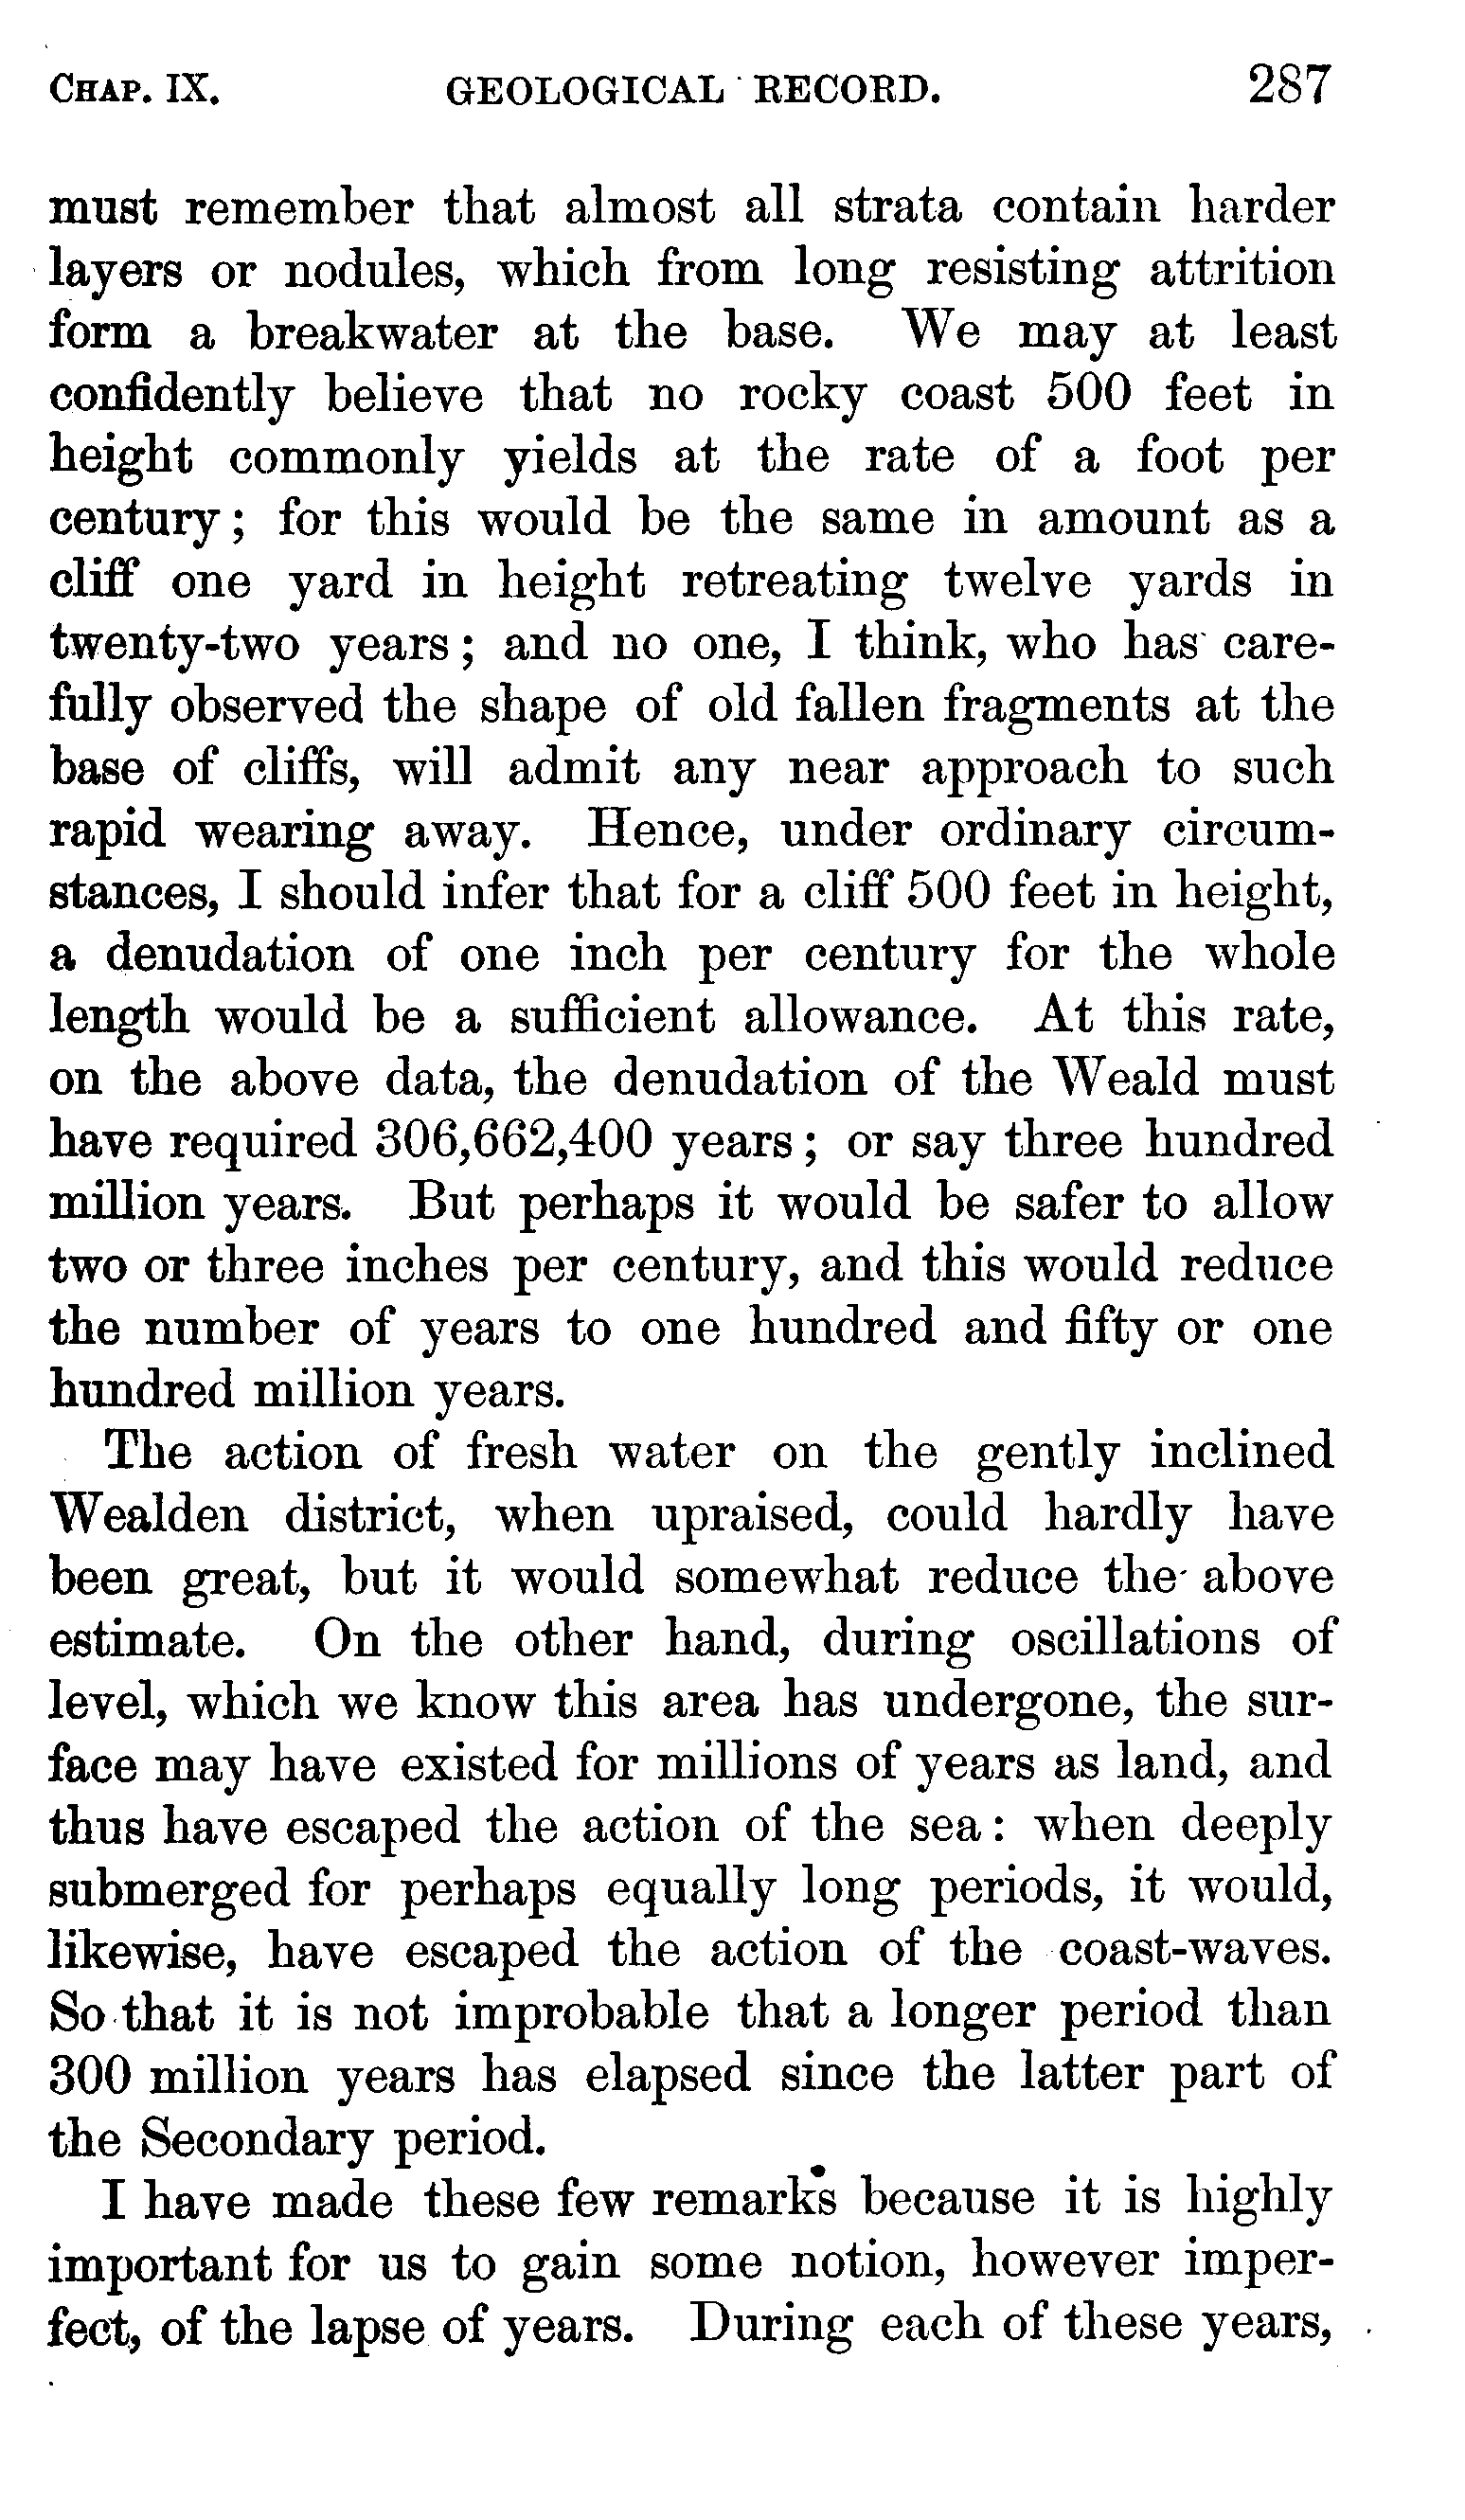 CHAP. IX. GEOLOGICAL RECORD. 287
must remember that almost all strata contain harder
layers or nodules, which from long resisting attrition
form a breakwater at the base. We may at least
confidently believe that no rocky coast 500 feet in
height commonly yields at the rate of a foot per
century; for this would be the same in amount as a
cliff one yard in height retreating twelve yards in
twenty-two years; and no one, I think, who has care-
fully observed the shape of old fallen fragments at the
base of cliffs, will admit any near approach to such
rapid wearing away. Hence, under ordinary circum-
stances, I should infer that for a cliff 500 feet in height,
a denudation of one inch per century for the whole
length would be a sufficient allowance. At this rate,
on the above data, the denudation of the Weald must
have required 306,662,400 years; or say three hundred
million years. But perhaps it would be safer to allow
two or three inches per century, and this would reduce
the number of years to one hundred and fifty or one
hundred million years.
The action of fresh water on the gently inclined
Wealden district, when upraised, could hardly have
been great, but it would somewhat reduce the above
estimate. On the other hand, during oscillations of
level, which we know this area has undergone, the sur-
face may have existed for millions of years as land, and
thus have escaped the action of the sea: when deeply
submerged for perhaps equally long periods, it would,
likewise, have escaped the action of the coast-waves.
So that it is not improbable that a longer period than
300 million years has elapsed since the latter part of
the Secondary period.
I have made these few remarks because it is highly
important for us to gain some notion, however imper-
fect, of the lapse of years. During each of these years,